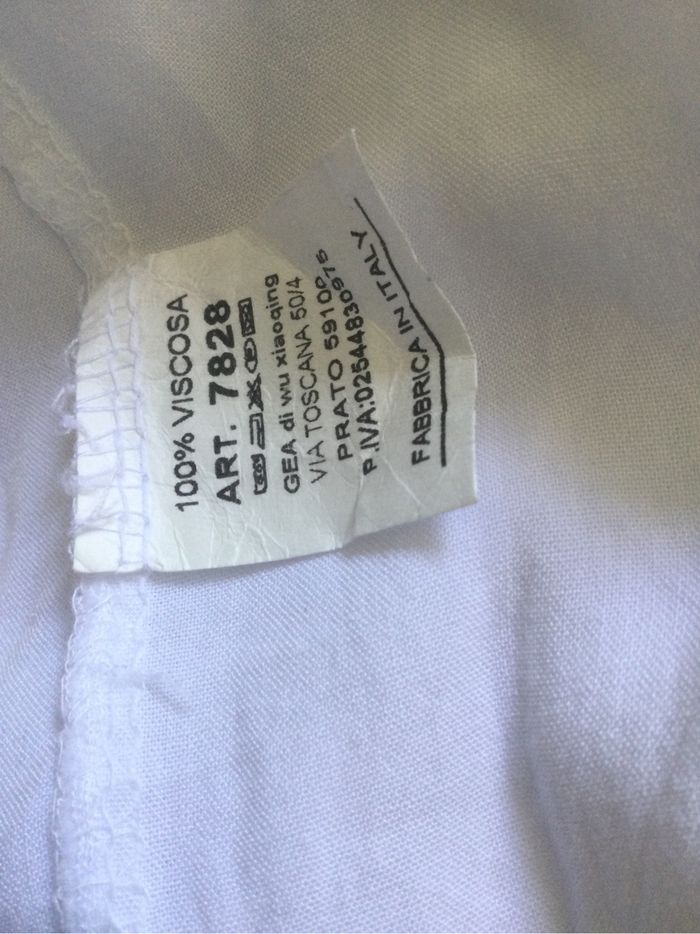 100% VISCOSA
ART. 7828
GEA di wu xiaoqing
VIA TOSCANA 50/4
PRATO 59100
P.IVA:02544830975
FABBRICA IN ITALY